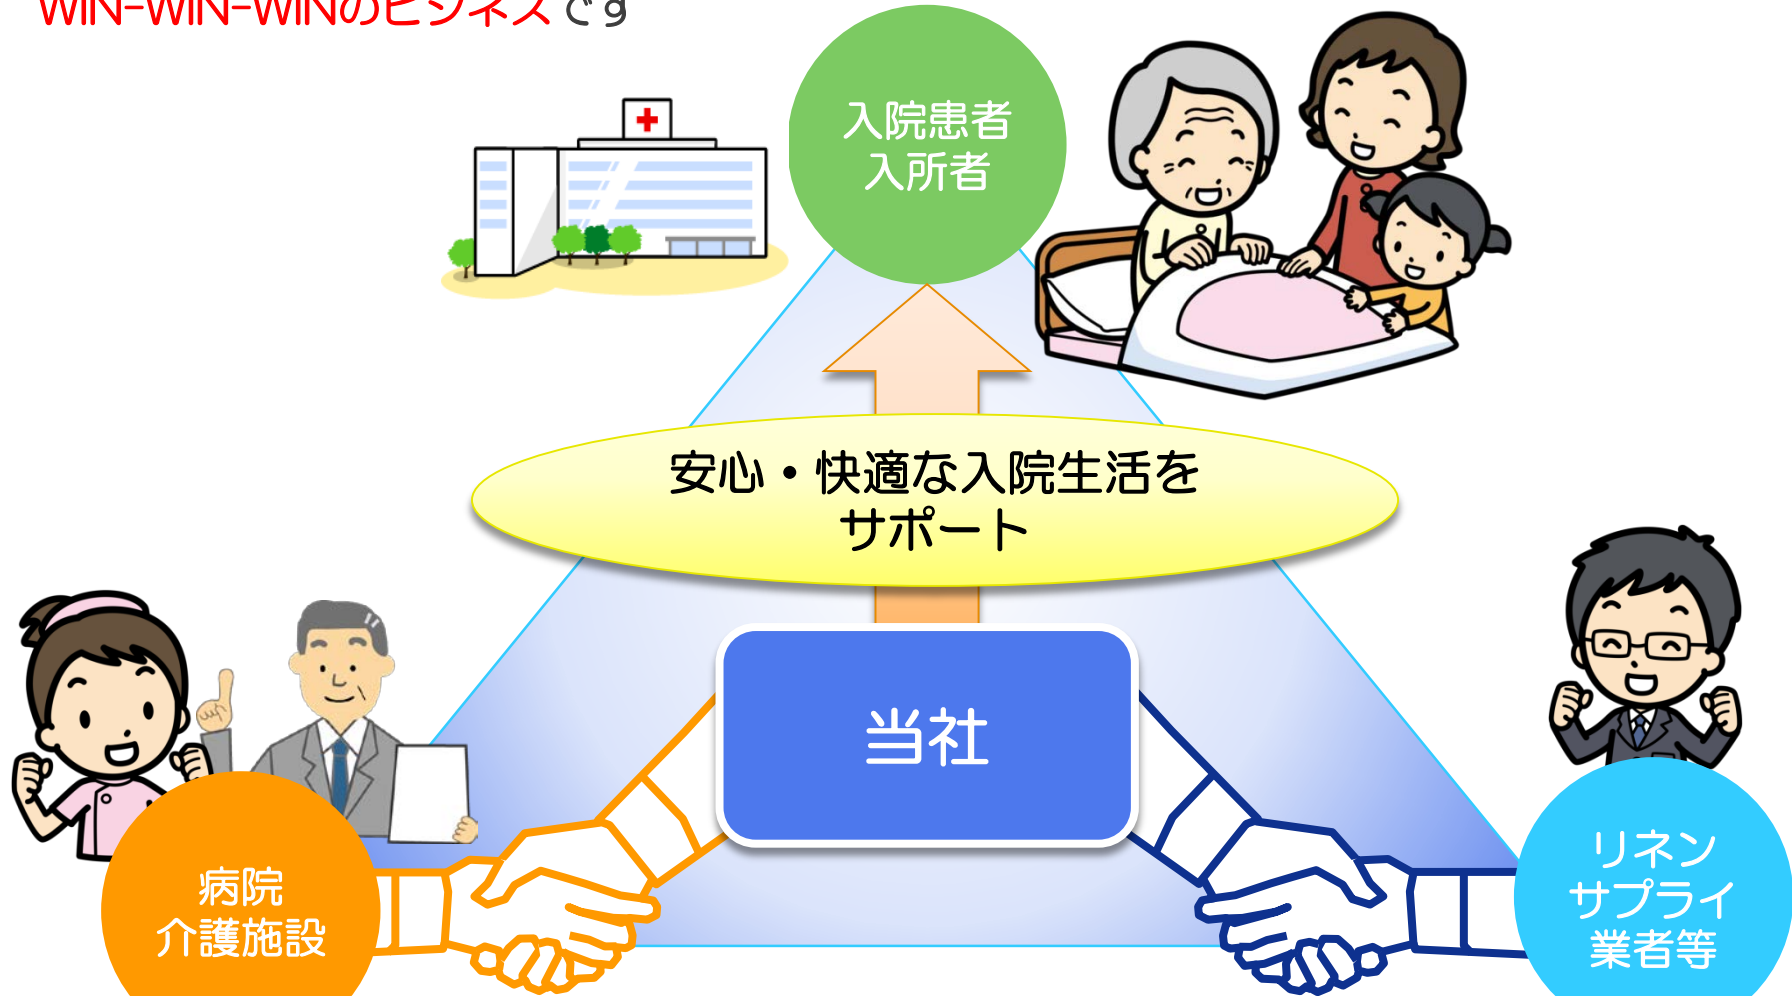 WIN-WIN-WINのビジネスです
入院患者
入所者
安心・快適な入院生活を
サポート
当社
病院
介護施設
リネン
サプライ
業者等